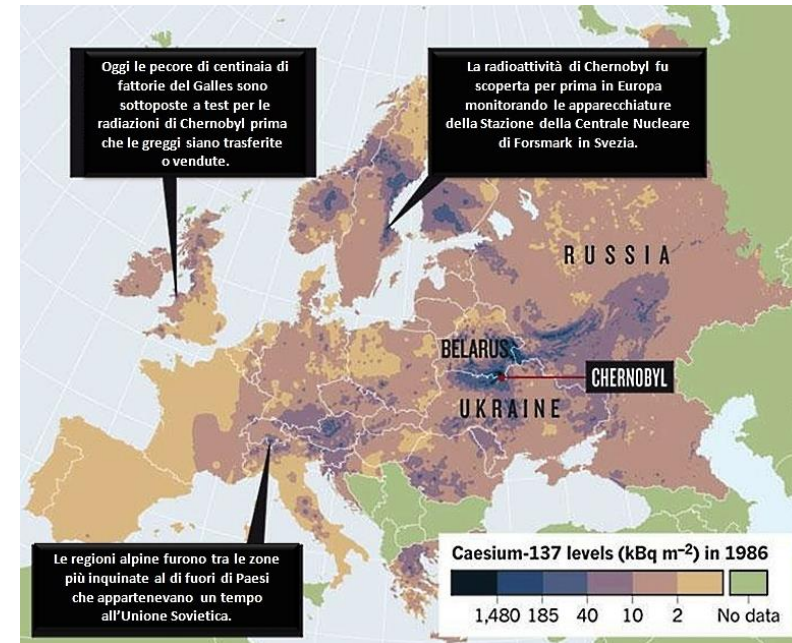 Oggi le pecore di centinaia di
fattorie del Galles sono
sottoposte a test per le
radiazioni di Chernobyl prima
che le greggi siano trasferite
o vendute.
La radioattività di Chernobyl fu
scoperta per prima in Europa
monitorando le apparecchiature
della Stazione della Centrale Nucleare
di Forsmark in Svezia.
RUSSIA
BELARUS
CHERNOBYL
UKRAINE
Le regioni alpine furono tra le zone
più inquinate al di fuori di Paesi
che appartenevano un tempo
all'Unione Sovietica.
Caesium-137 levels (kBq m⁻²) in 1986
1,480 185 40 10 2 No data